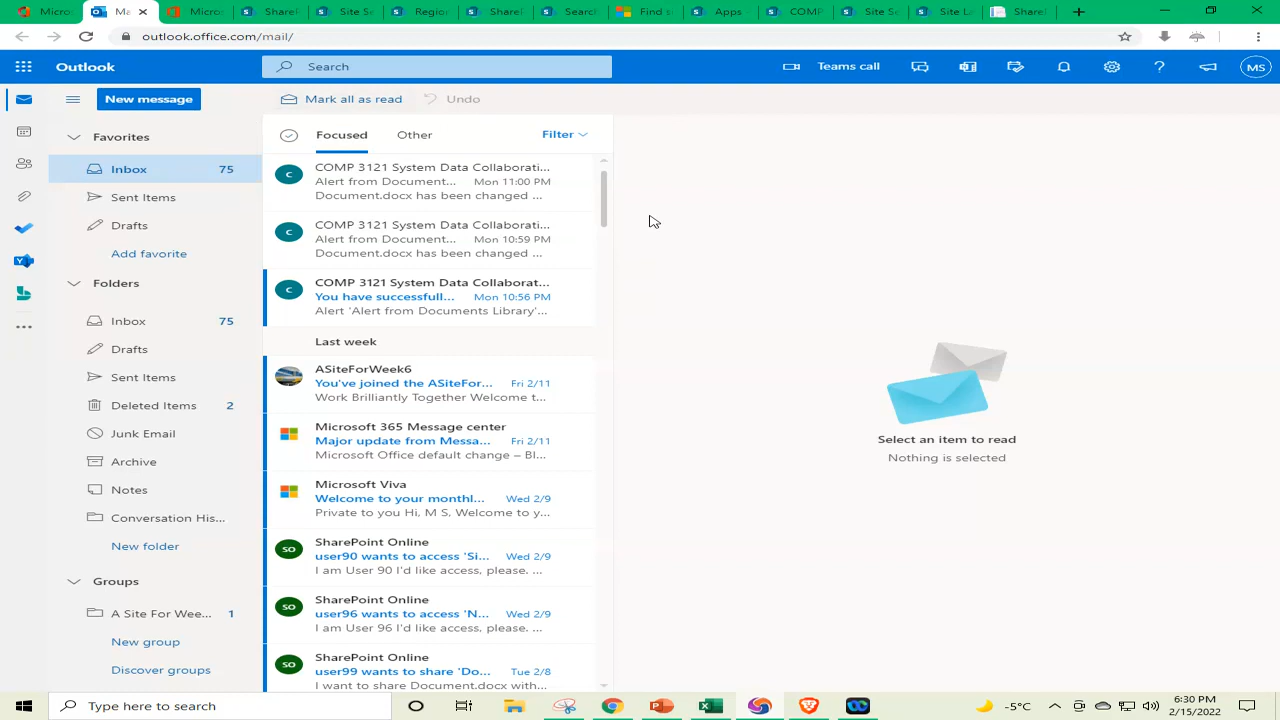 Micros
Ma
Micros
ShareP
Site Se
Region
ShareP
Search
Find si
Apps
COMP
Site Se
Site La
ShareP
outlook.office.com/mail/
Outlook
Search
Teams call
MS
New message
Mark all as read
Undo
Favorites
Inbox 75
Sent Items
Drafts
Add favorite
Folders
Inbox 75
Drafts
Sent Items
Deleted Items 2
Junk Email
Archive
Notes
Conversation His...
New folder
Groups
A Site For Wee... 1
New group
Discover groups
Focused
Other
Filter
C
COMP 3121 System Data Collaborati...
Alert from Document... Mon 11:00 PM
Document.docx has been changed ...
C
COMP 3121 System Data Collaborati...
Alert from Document... Mon 10:59 PM
Document.docx has been changed ...
C
COMP 3121 System Data Collaborat...
You have successfull... Mon 10:56 PM
Alert 'Alert from Documents Library'...
Last week
ASiteForWeek6
You've joined the ASiteFor... Fri 2/11
Work Brilliantly Together Welcome t...
Microsoft 365 Message center
Major update from Messa... Fri 2/11
Microsoft Office default change – Bl...
Microsoft Viva
Welcome to your monthl... Wed 2/9
Private to you Hi, M S, Welcome to y...
SO
SharePoint Online
user90 wants to access 'Si... Wed 2/9
I am User 90 I'd like access, please. ...
SO
SharePoint Online
user96 wants to access 'N... Wed 2/9
I am User 96 I'd like access, please. ...
SO
SharePoint Online
user99 wants to share 'Do... Tue 2/8
I want to share Document.docx with...
Select an item to read
Nothing is selected
Type here to search
-5°C
6:30 PM
2/15/2022